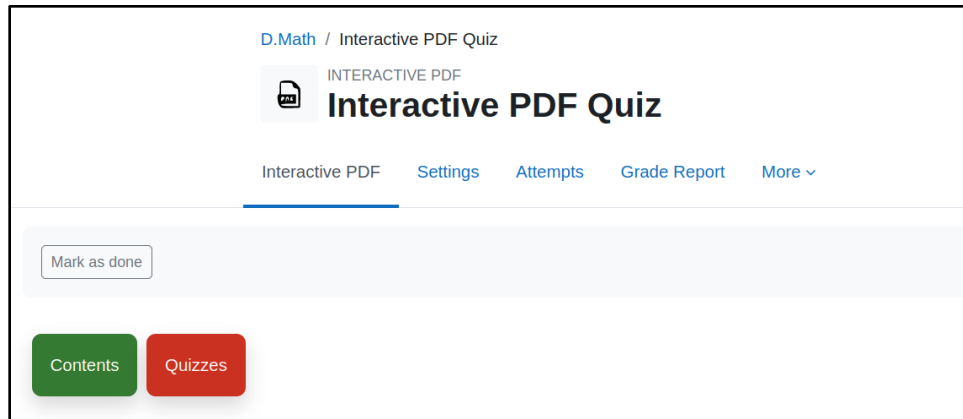 D.Math / Interactive PDF Quiz
INTERACTIVE PDF
Interactive PDF Quiz
Interactive PDF Settings Attempts Grade Report More
Mark as done
Contents Quizzes